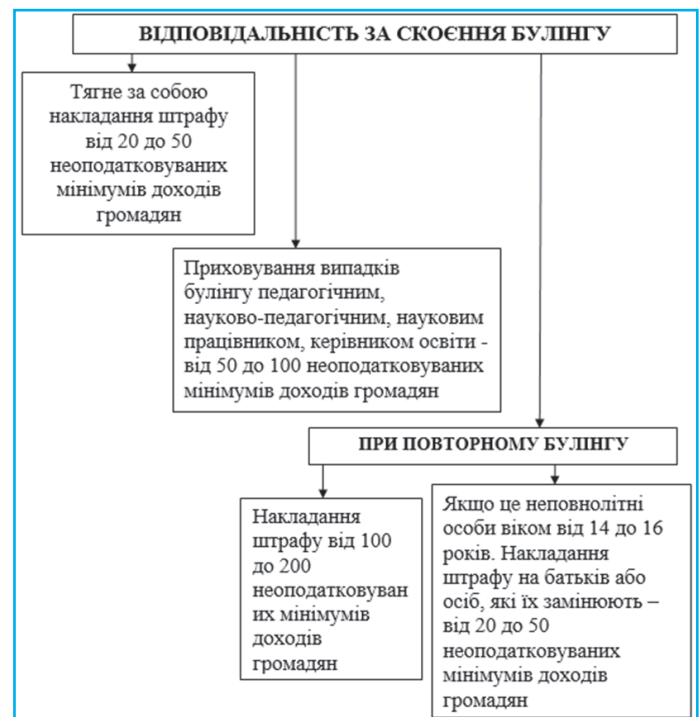 ВІДПОВІДАЛЬНІСТЬ ЗА СКОЄННЯ БУЛІНГУ
Тягне за собою
накладання штрафу
від 20 до 50
неоподатковуваних
мінімумів доходів
громадян
Приховування випадків
булінгу педагогічним,
науково-педагогічним, науковим
працівником, керівником освіти -
від 50 до 100 неоподатковуваних
мінімумів доходів громадян
ПРИ ПОВТОРНОМУ БУЛІНГУ
Накладання
штрафу від 100
до 200
неоподатковуван
их мінімумів
доходів
громадян
Якщо це неповнолітні
особи віком від 14 до 16
років. Накладання
штрафу на батьків або
осіб, які їх замінюють –
від 20 до 50
неоподатковуваних
мінімумів доходів
громадян